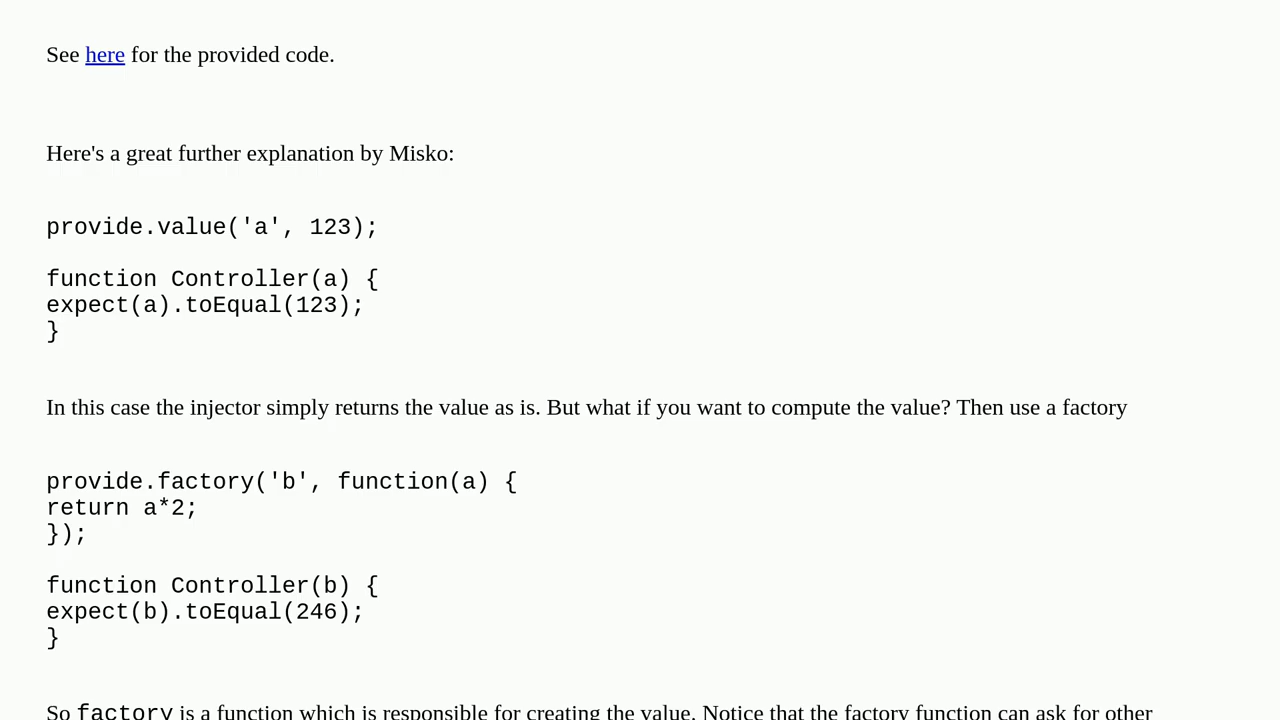 See here for the provided code.
Here's a great further explanation by Misko:
provide.value('a', 123);
function Controller(a) {
expect(a).toEqual(123);
}
In this case the injector simply returns the value as is. But what if you want to compute the value? Then use a factory
provide.factory('b', function(a) {
return a*2;
});
function Controller(b) {
expect(b).toEqual(246);
}
So factory is a function which is responsible for creating the value. Notice that the factory function can ask for other